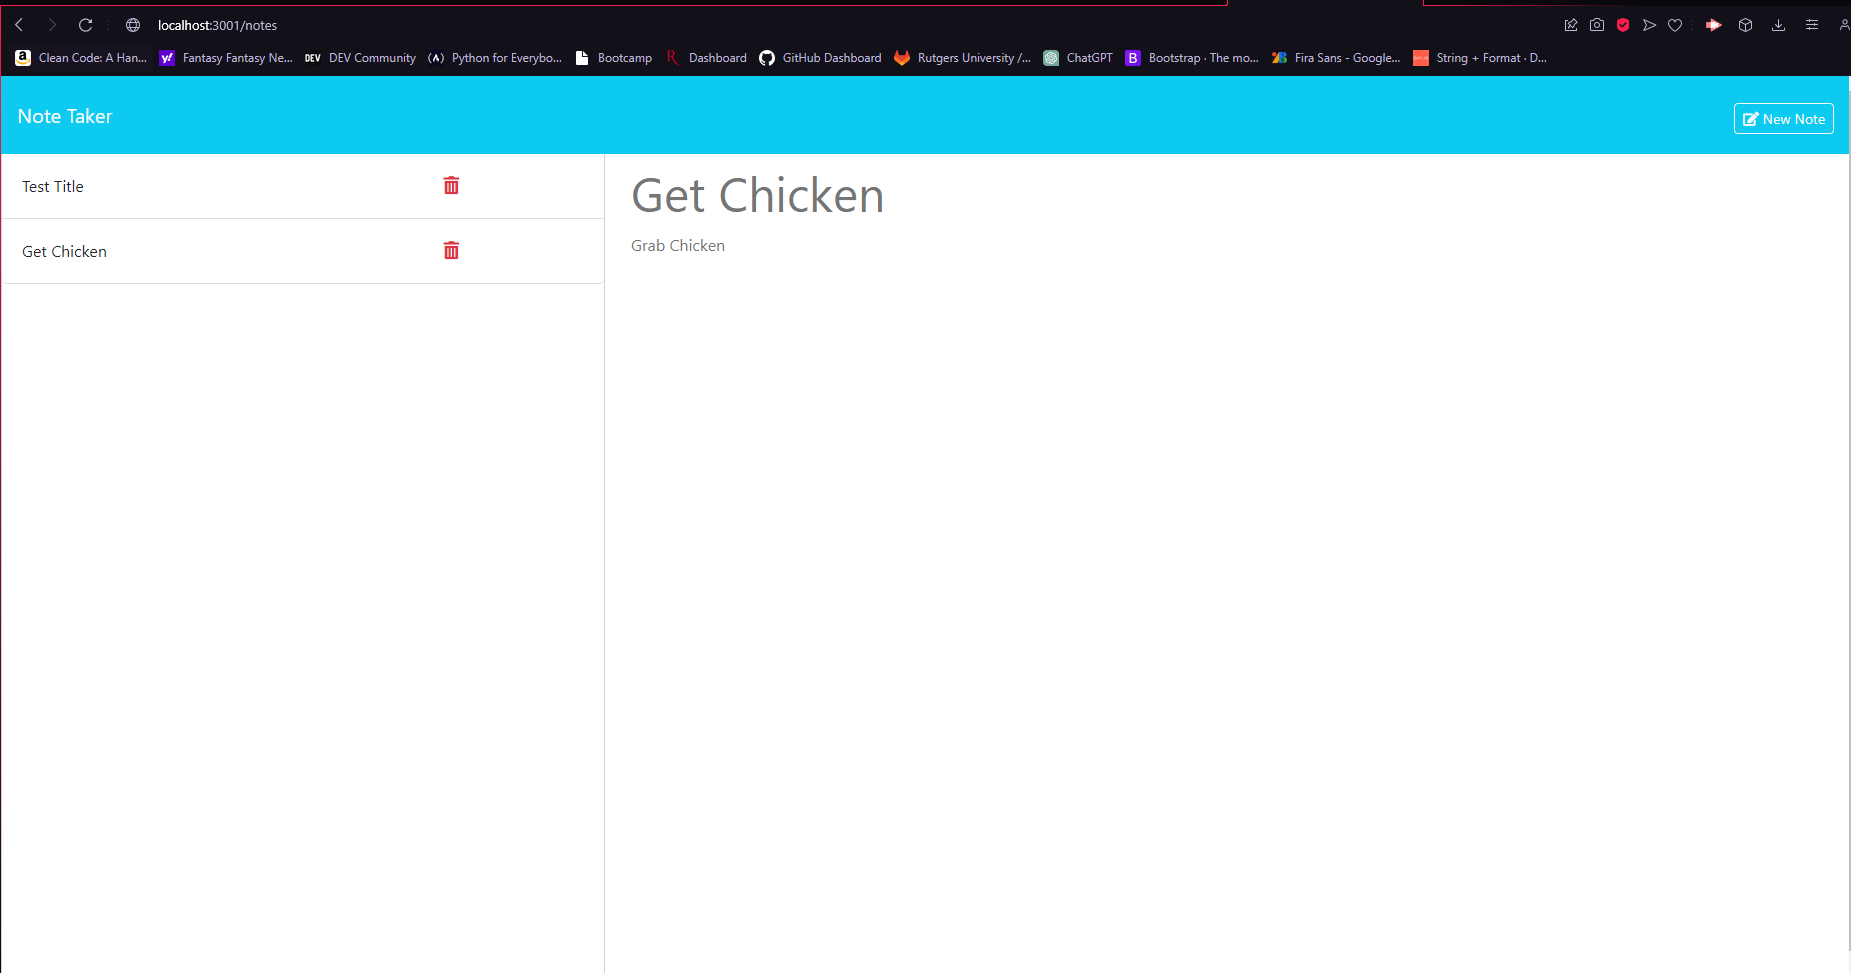 localhost:3001/notes
Clean Code: A Han... Fantasy Fantasy Ne... DEV DEV Community Python for Everybo... Bootcamp Dashboard GitHub Dashboard Rutgers University /... ChatGPT B Bootstrap · The mo... Fira Sans - Google... String + Format · D...
Note Taker
New Note
Test Title
Get Chicken
Get Chicken
Grab Chicken